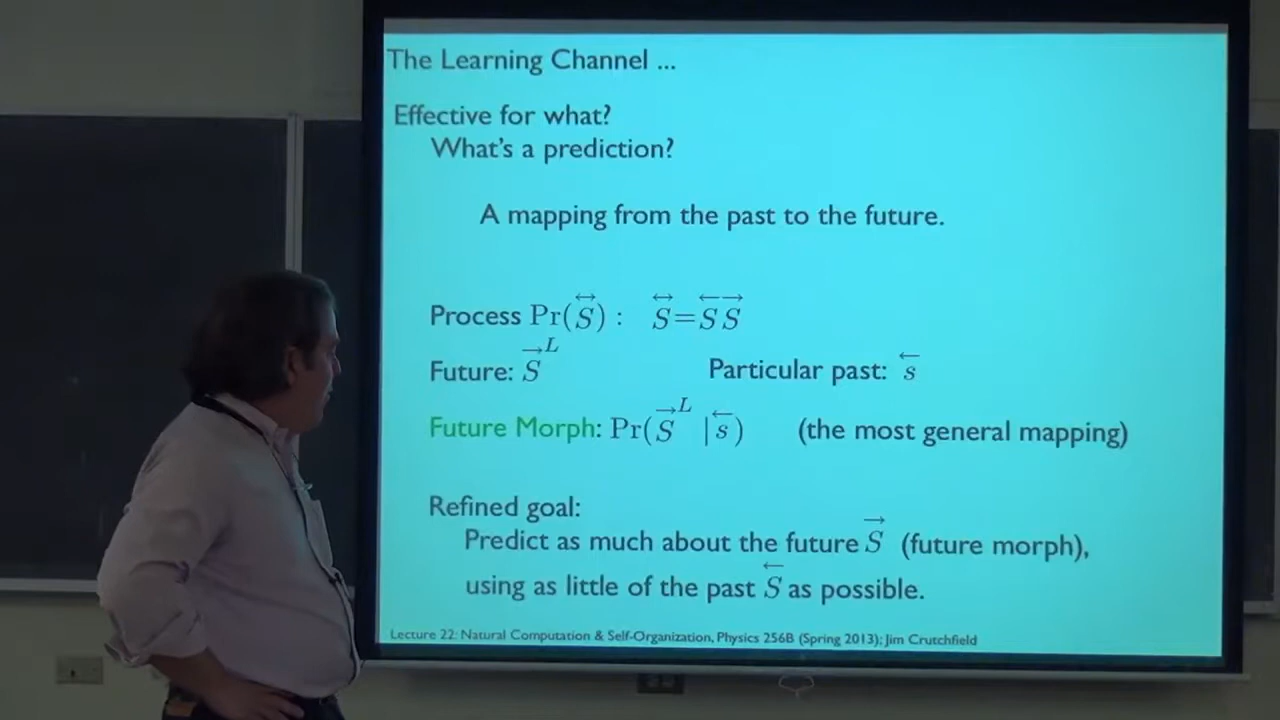 The Learning Channel ...
Effective for what?
What's a prediction?
A mapping from the past to the future.
Process Pr(S⃡) : S⃡=S⃖S⃗
Future: S⃗ᴸ Particular past: s⃖
Future Morph: Pr(S⃗ᴸ |s⃖) (the most general mapping)
Refined goal:
Predict as much about the future S⃗ (future morph),
using as little of the past S⃖ as possible.
Lecture 22: Natural Computation & Self-Organization, Physics 256B (Spring 2013); Jim Crutchfield